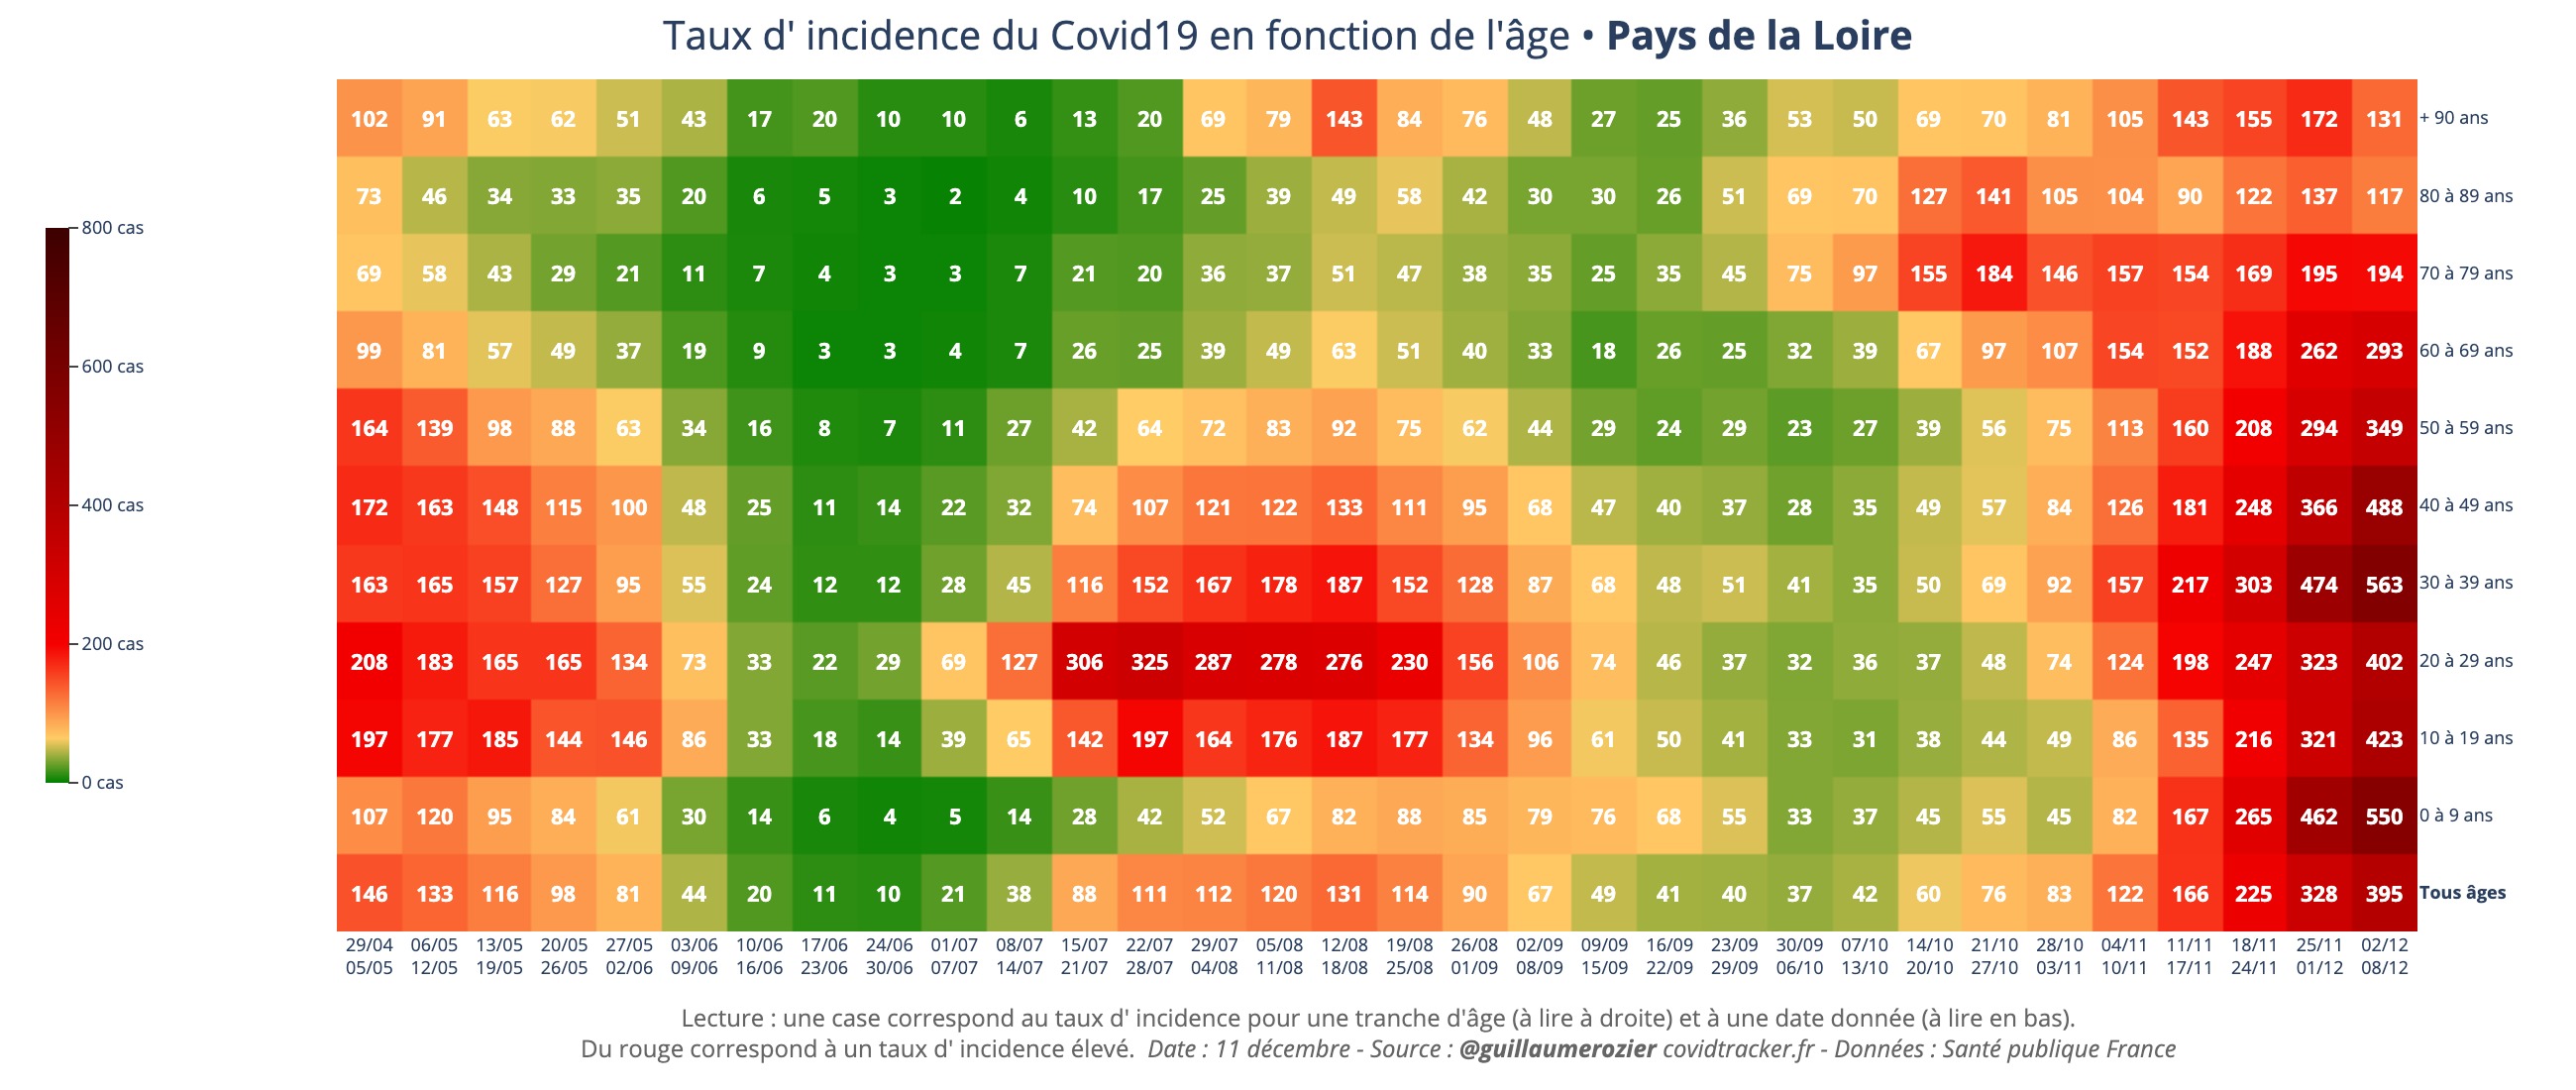 Taux d' incidence du Covid19 en fonction de l'âge • Pays de la Loire
800 cas
600 cas
400 cas
200 cas
0 cas
102 91 63 62 51 43 17 20 10 10 6 13 20 69 79 143 84 76 48 27 25 36 53 50 69 70 81 105 143 155 172 131 + 90 ans
73 46 34 33 35 20 6 5 3 2 4 10 17 25 39 49 58 42 30 30 26 51 69 70 127 141 105 104 90 122 137 117 80 à 89 ans
69 58 43 29 21 11 7 4 3 3 7 21 20 36 37 51 47 38 35 25 35 45 75 97 155 184 146 157 154 169 195 194 70 à 79 ans
99 81 57 49 37 19 9 3 3 4 7 26 25 39 49 63 51 40 33 18 26 25 32 39 67 97 107 154 152 188 262 293 60 à 69 ans
164 139 98 88 63 34 16 8 7 11 27 42 64 72 83 92 75 62 44 29 24 29 23 27 39 56 75 113 160 208 294 349 50 à 59 ans
172 163 148 115 100 48 25 11 14 22 32 74 107 121 122 133 111 95 68 47 40 37 28 35 49 57 84 126 181 248 366 488 40 à 49 ans
163 165 157 127 95 55 24 12 12 28 45 116 152 167 178 187 152 128 87 68 48 51 41 35 50 69 92 157 217 303 474 563 30 à 39 ans
208 183 165 165 134 73 33 22 29 69 127 306 325 287 278 276 230 156 106 74 46 37 32 36 37 48 74 124 198 247 323 402 20 à 29 ans
197 177 185 144 146 86 33 18 14 39 65 142 197 164 176 187 177 134 96 61 50 41 33 31 38 44 49 86 135 216 321 423 10 à 19 ans
107 120 95 84 61 30 14 6 4 5 14 28 42 52 67 82 88 85 79 76 68 55 33 37 45 55 45 82 167 265 462 550 0 à 9 ans
146 133 116 98 81 44 20 11 10 21 38 88 111 112 120 131 114 90 67 49 41 40 37 42 60 76 83 122 166 225 328 395 Tous âges
29/04 06/05 13/05 20/05 27/05 03/06 10/06 17/06 24/06 01/07 08/07 15/07 22/07 29/07 05/08 12/08 19/08 26/08 02/09 09/09 16/09 23/09 30/09 07/10 14/10 21/10 28/10 04/11 11/11 18/11 25/11 02/12
05/05 12/05 19/05 26/05 02/06 09/06 16/06 23/06 30/06 07/07 14/07 21/07 28/07 04/08 11/08 18/08 25/08 01/09 08/09 15/09 22/09 29/09 06/10 13/10 20/10 27/10 03/11 10/11 17/11 24/11 01/12 08/12
Lecture : une case correspond au taux d' incidence pour une tranche d'âge (à lire à droite) et à une date donnée (à lire en bas).
Du rouge correspond à un taux d' incidence élevé. Date : 11 décembre - Source : @guillaumerozier covidtracker.fr - Données : Santé publique France